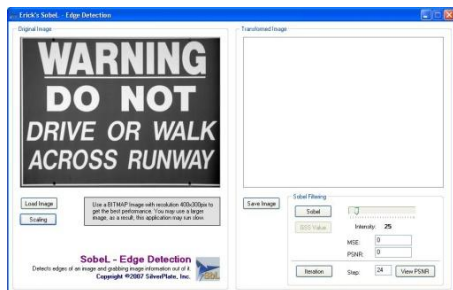 Erick's SobeL - Edge Detection
Original Image
WARNING
DO NOT
DRIVE OR WALK
ACROSS RUNWAY
Load Image
Scaling
Use a BITMAP Image with resolution 400x300pix to
get the best perfomance. You may use a larger
image, as a result, this application may run slow.
SobeL - Edge Detection
Detects edges of an image and grabbing image information out of it.
Copyright ©2007 SilverPlate, Inc.
Transformed Image
Save Image
Sobel Filtering
Sobel
Intensity: 25
MSE: 0
PSNR: 0
Iteration
Step: 24
View PSNR